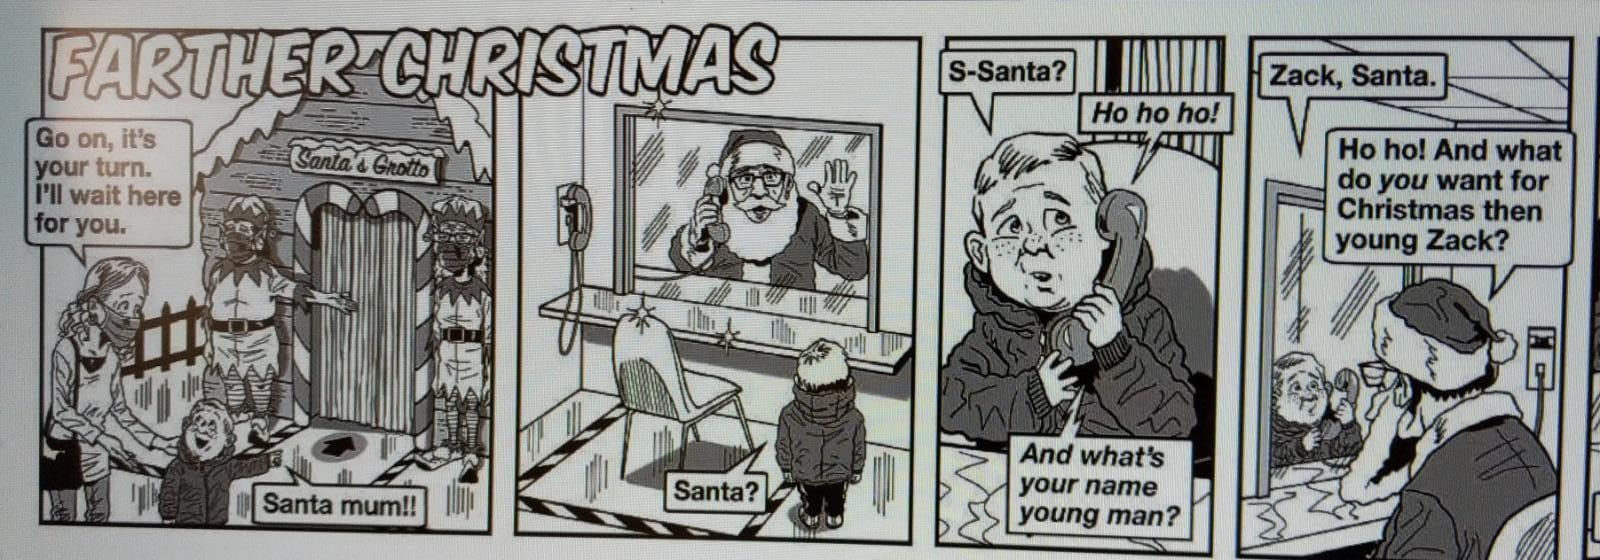 FARTHER CHRISTMAS
Go on, it's
your turn.
I'll wait here
for you.
Santa's Grotto
Santa mum!!
Santa?
S-Santa?
Ho ho ho!
And what's
your name
young man?
Zack, Santa.
Ho ho! And what
do you want for
Christmas then
young Zack?